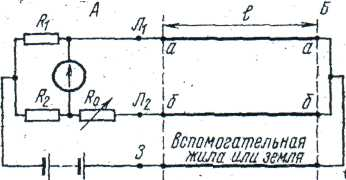 А
Б
R1
Л1
ℓ
а
а
R2
R0
Л2
б
б
З
Вспомогательная
жила или земля